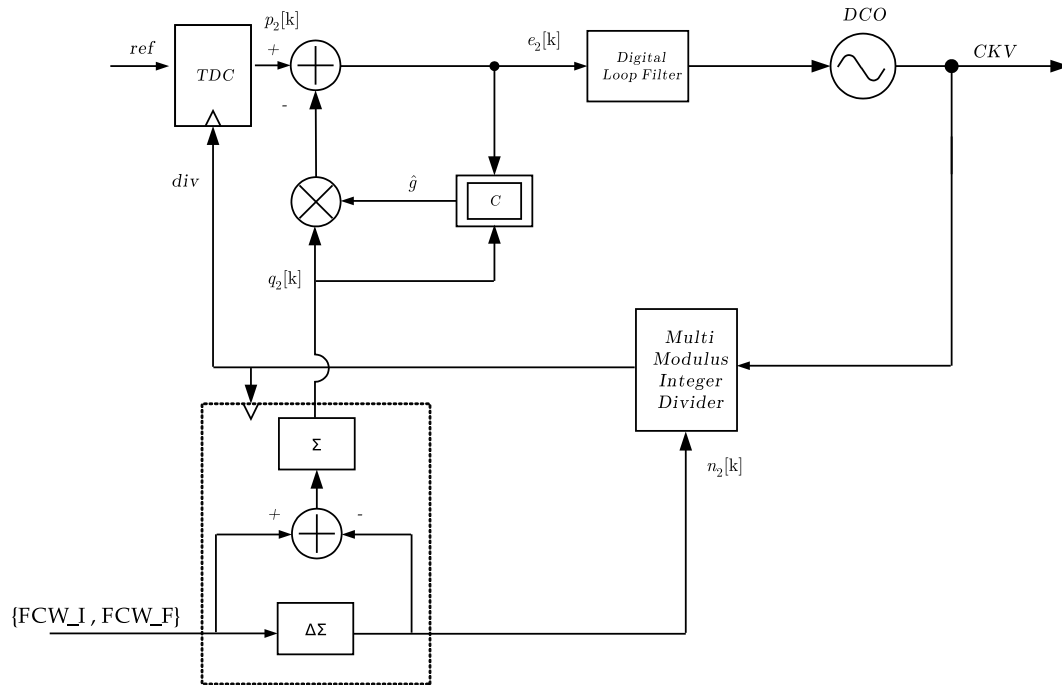 DCO
p₂[k]
ref
+
e₂[k]
CKV
TDC
Digital
Loop Filter
-
div
ĝ
C
q₂[k]
Multi
Modulus
Integer
Divider
Σ
n₂[k]
+
-
{FCW_I , FCW_F}
ΔΣ